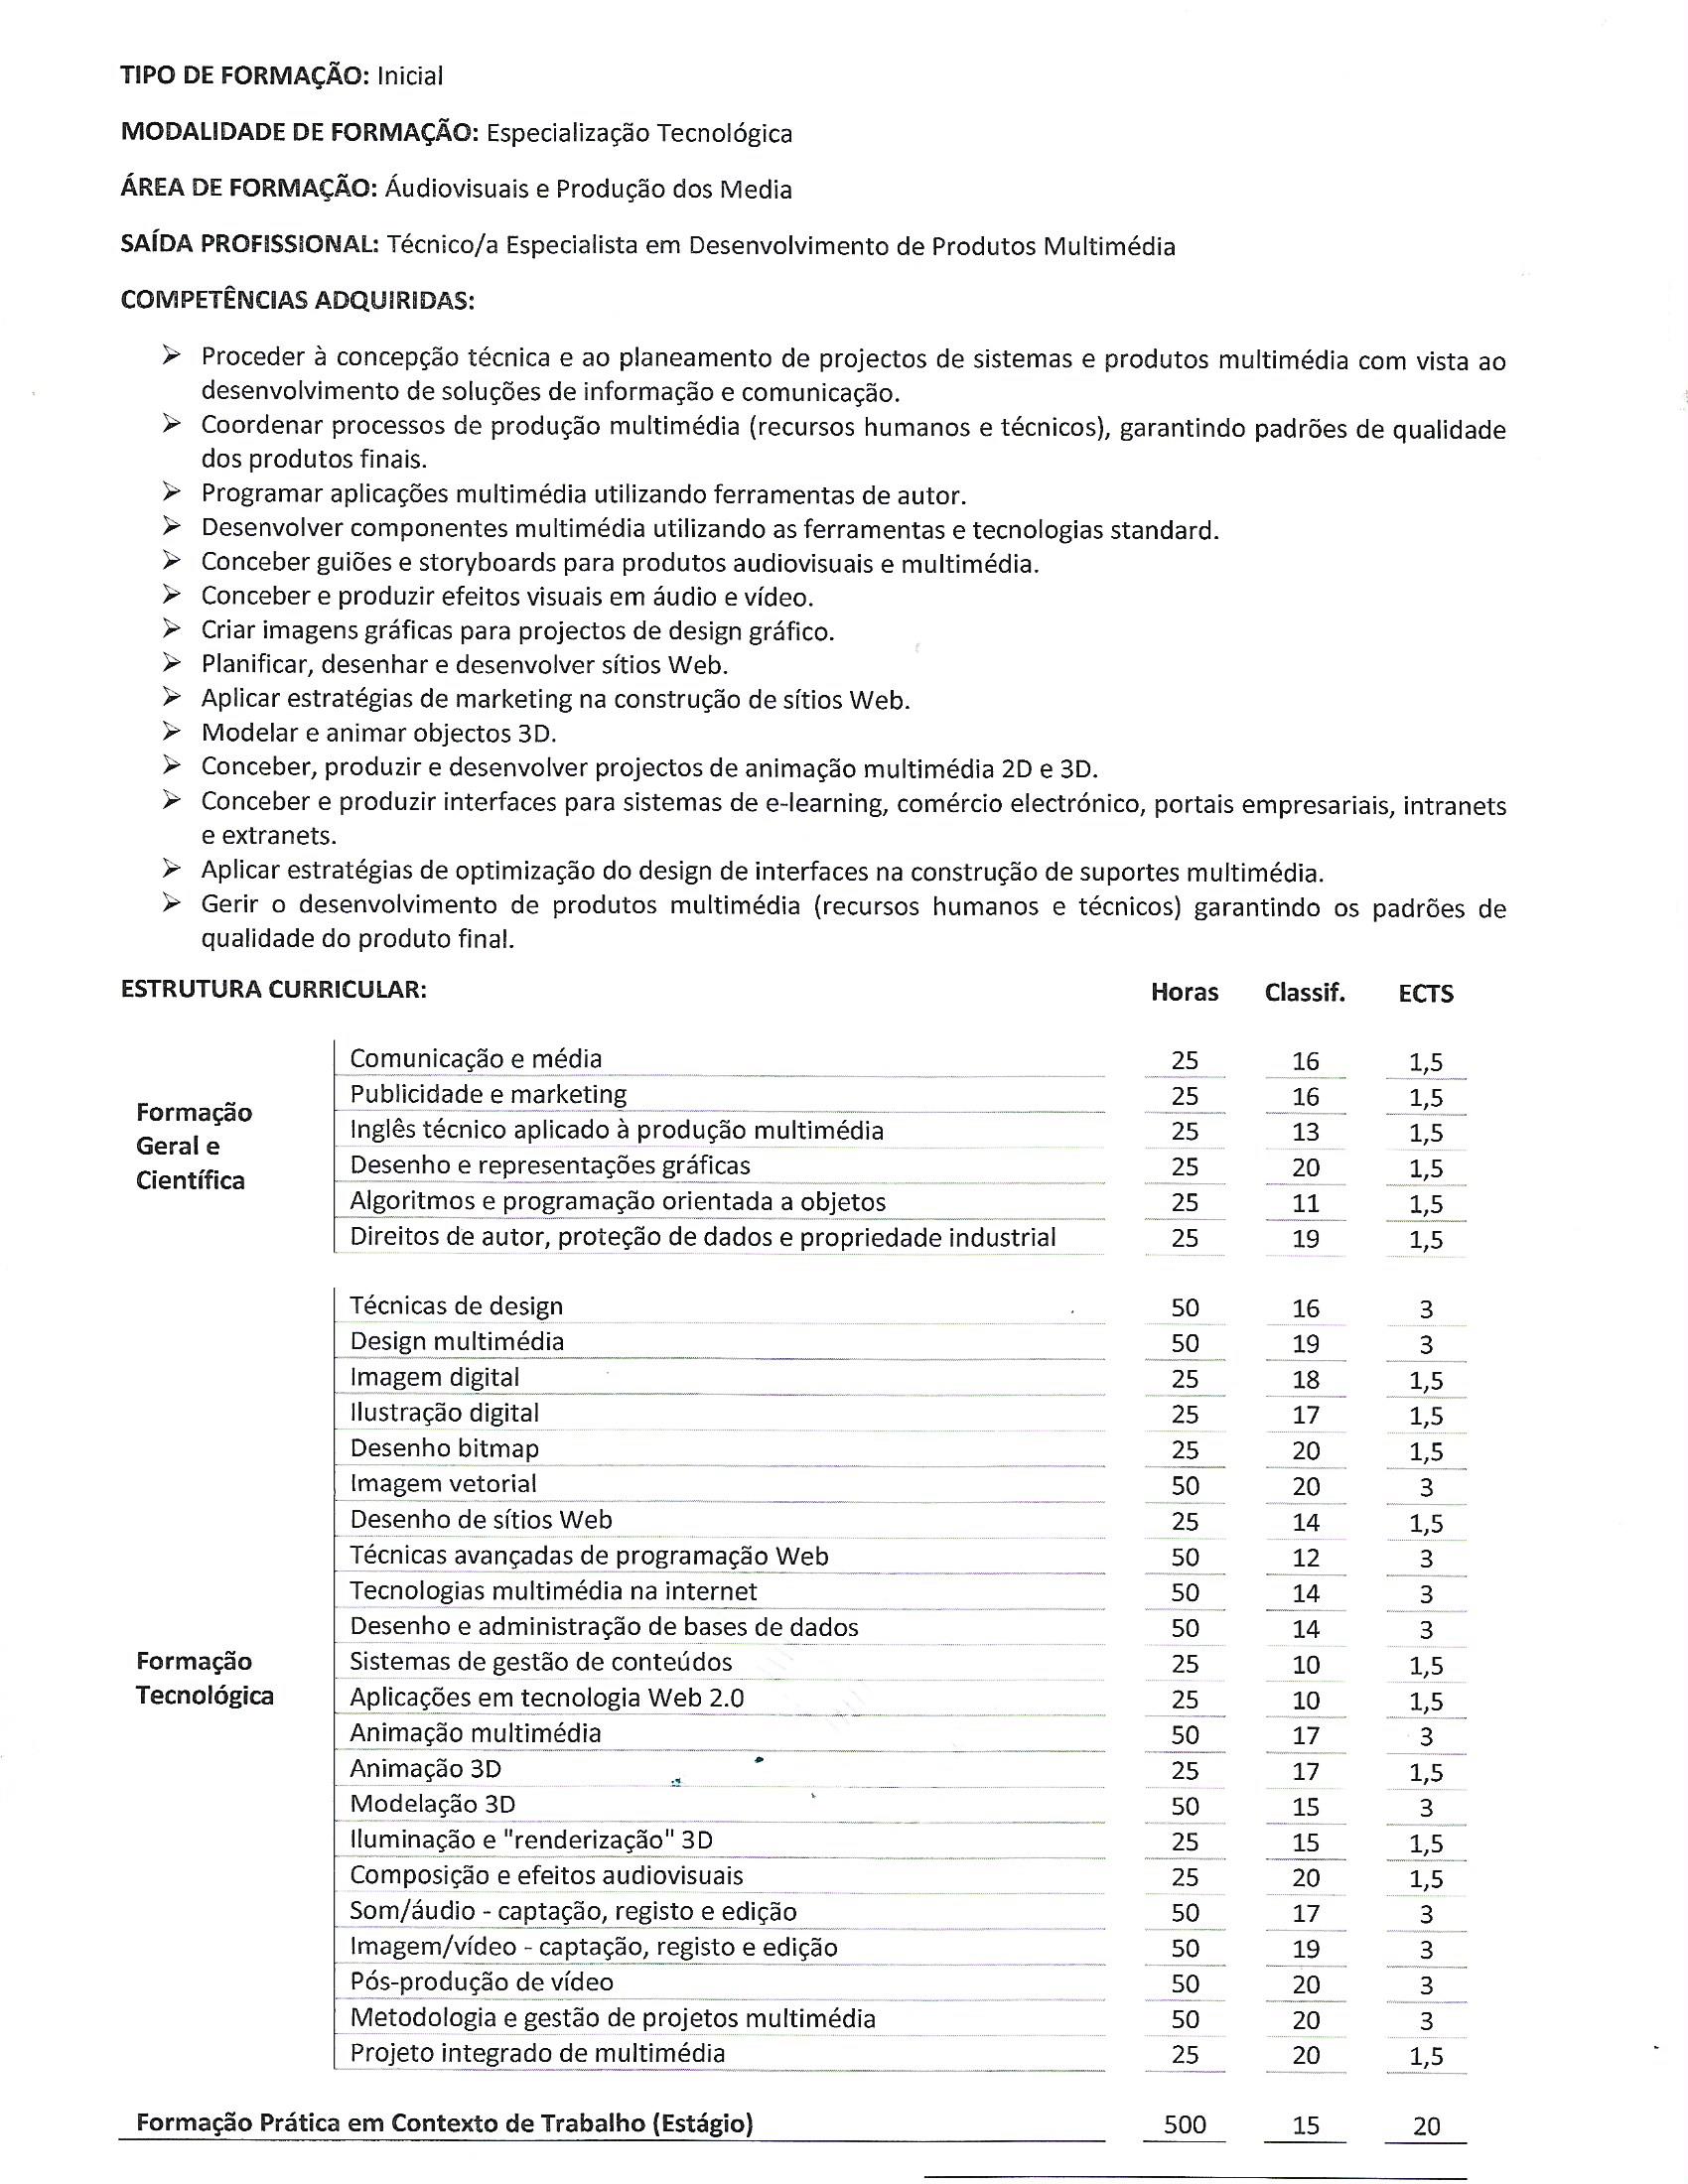 TIPO DE FORMAÇÃO: Inicial
MODALIDADE DE FORMAÇÃO: Especialização Tecnológica
ÁREA DE FORMAÇÃO: Áudiovisuais e Produção dos Media
SAÍDA PROFISSIONAL: Técnico/a Especialista em Desenvolvimento de Produtos Multimédia
COMPETÊNCIAS ADQUIRIDAS:
➢ Proceder à concepção técnica e ao planeamento de projectos de sistemas e produtos multimédia com vista ao
desenvolvimento de soluções de informação e comunicação.
➢ Coordenar processos de produção multimédia (recursos humanos e técnicos), garantindo padrões de qualidade
dos produtos finais.
➢ Programar aplicações multimédia utilizando ferramentas de autor.
➢ Desenvolver componentes multimédia utilizando as ferramentas e tecnologias standard.
➢ Conceber guiões e storyboards para produtos audiovisuais e multimédia.
➢ Conceber e produzir efeitos visuais em áudio e vídeo.
➢ Criar imagens gráficas para projectos de design gráfico.
➢ Planificar, desenhar e desenvolver sítios Web.
➢ Aplicar estratégias de marketing na construção de sítios Web.
➢ Modelar e animar objectos 3D.
➢ Conceber, produzir e desenvolver projectos de animação multimédia 2D e 3D.
➢ Conceber e produzir interfaces para sistemas de e-learning, comércio electrónico, portais empresariais, intranets
e extranets.
➢ Aplicar estratégias de optimização do design de interfaces na construção de suportes multimédia.
➢ Gerir o desenvolvimento de produtos multimédia (recursos humanos e técnicos) garantindo os padrões de
qualidade do produto final.
ESTRUTURA CURRICULAR: Horas Classif. ECTS
Formação
Geral e
Científica
Comunicação e média 25 16 1,5
Publicidade e marketing 25 16 1,5
Inglês técnico aplicado à produção multimédia 25 13 1,5
Desenho e representações gráficas 25 20 1,5
Algoritmos e programação orientada a objetos 25 11 1,5
Direitos de autor, proteção de dados e propriedade industrial 25 19 1,5
Formação
Tecnológica
Técnicas de design 50 16 3
Design multimédia 50 19 3
Imagem digital 25 18 1,5
Ilustração digital 25 17 1,5
Desenho bitmap 25 20 1,5
Imagem vetorial 50 20 3
Desenho de sítios Web 25 14 1,5
Técnicas avançadas de programação Web 50 12 3
Tecnologias multimédia na internet 50 14 3
Desenho e administração de bases de dados 50 14 3
Sistemas de gestão de conteúdos 25 10 1,5
Aplicações em tecnologia Web 2.0 25 10 1,5
Animação multimédia 50 17 3
Animação 3D 25 17 1,5
Modelação 3D 50 15 3
Iluminação e "renderização" 3D 25 15 1,5
Composição e efeitos audiovisuais 25 20 1,5
Som/áudio - captação, registo e edição 50 17 3
Imagem/vídeo - captação, registo e edição 50 19 3
Pós-produção de vídeo 50 20 3
Metodologia e gestão de projetos multimédia 50 20 3
Projeto integrado de multimédia 25 20 1,5
Formação Prática em Contexto de Trabalho (Estágio) 500 15 20